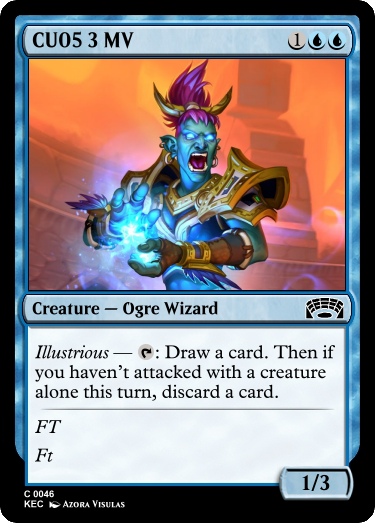 CU05 3 MV
1
Creature — Ogre Wizard
Illustrious — : Draw a card. Then if
you haven't attacked with a creature
alone this turn, discard a card.
FT
Ft
1/3
C 0046
KEC Azora Visulas